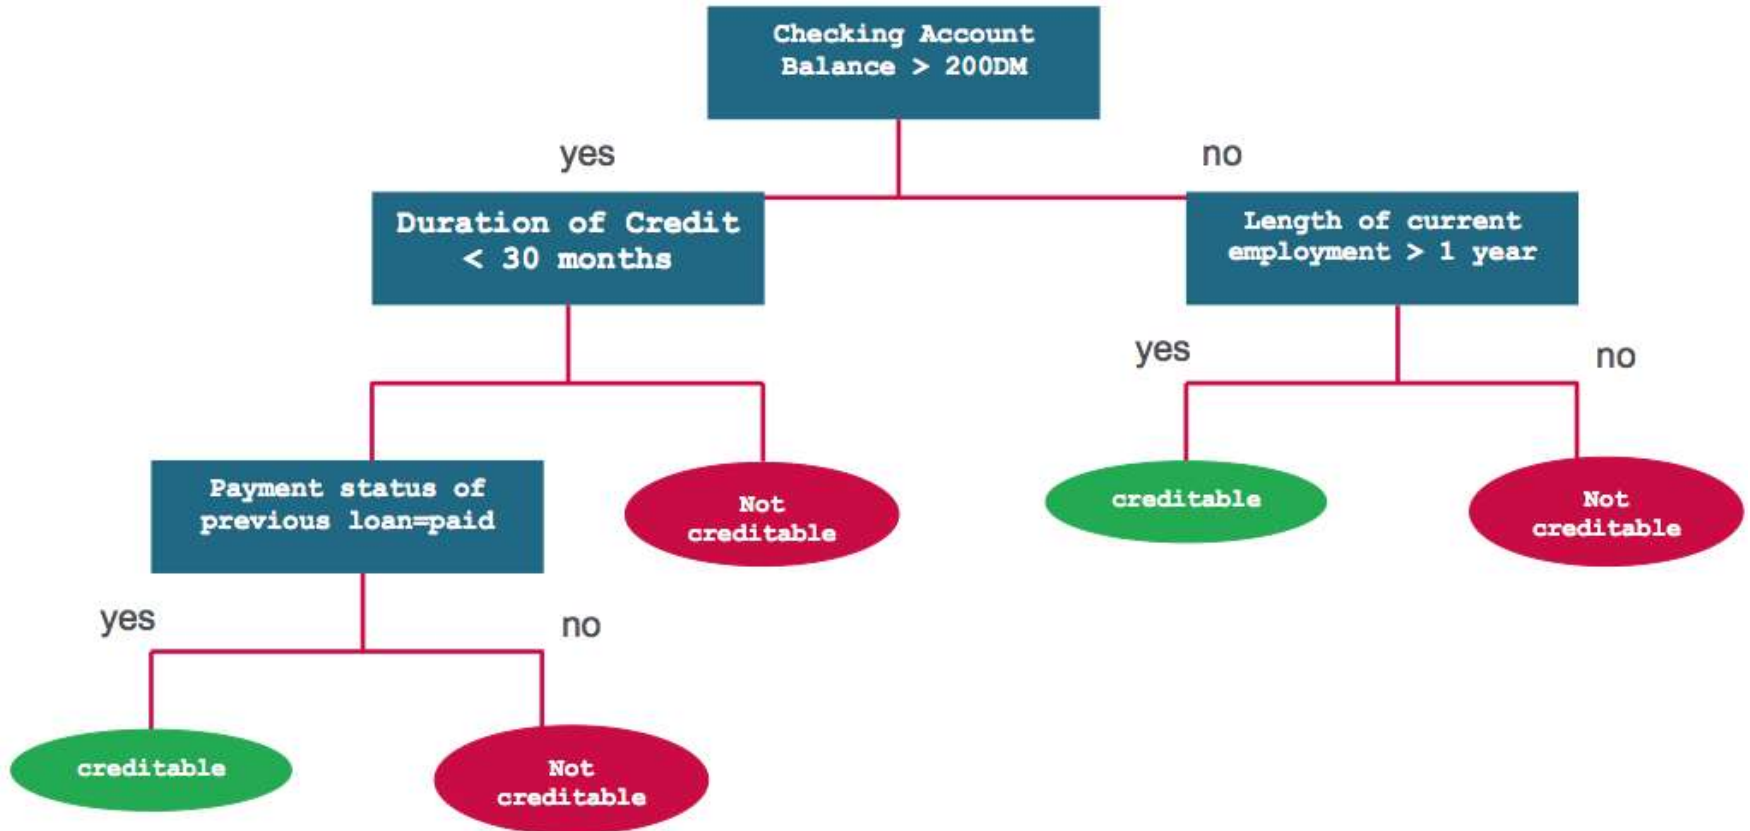 Checking Account
Balance > 200DM
yes
no
Duration of Credit
< 30 months
Length of current
employment > 1 year
yes
no
Payment status of
previous loan=paid
Not
creditable
creditable
Not
creditable
yes
no
creditable
Not
creditable